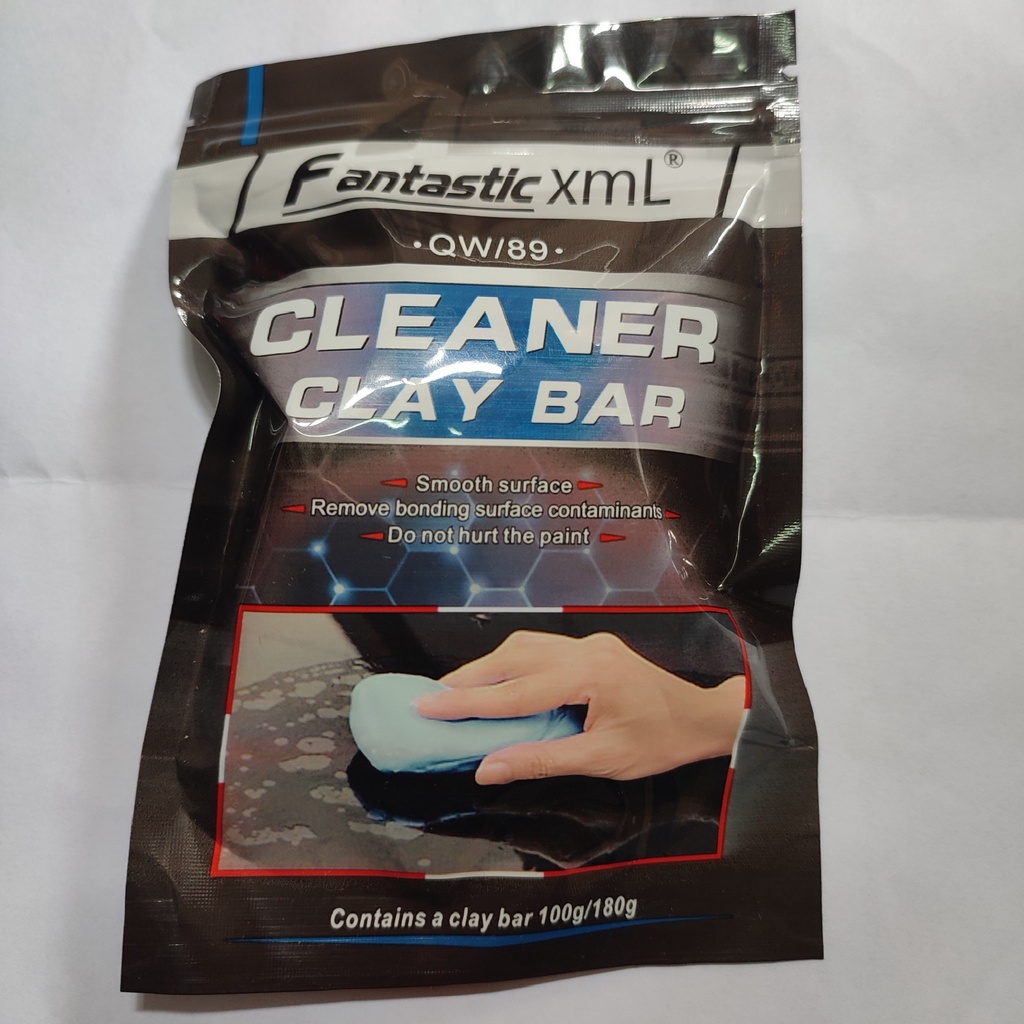 Fantastic xmL®
·QW/89·
CLEANER
CLAY BAR
Smooth surface
Remove bonding surface contaminants
Do not hurt the paint
Contains a clay bar 100g/180g